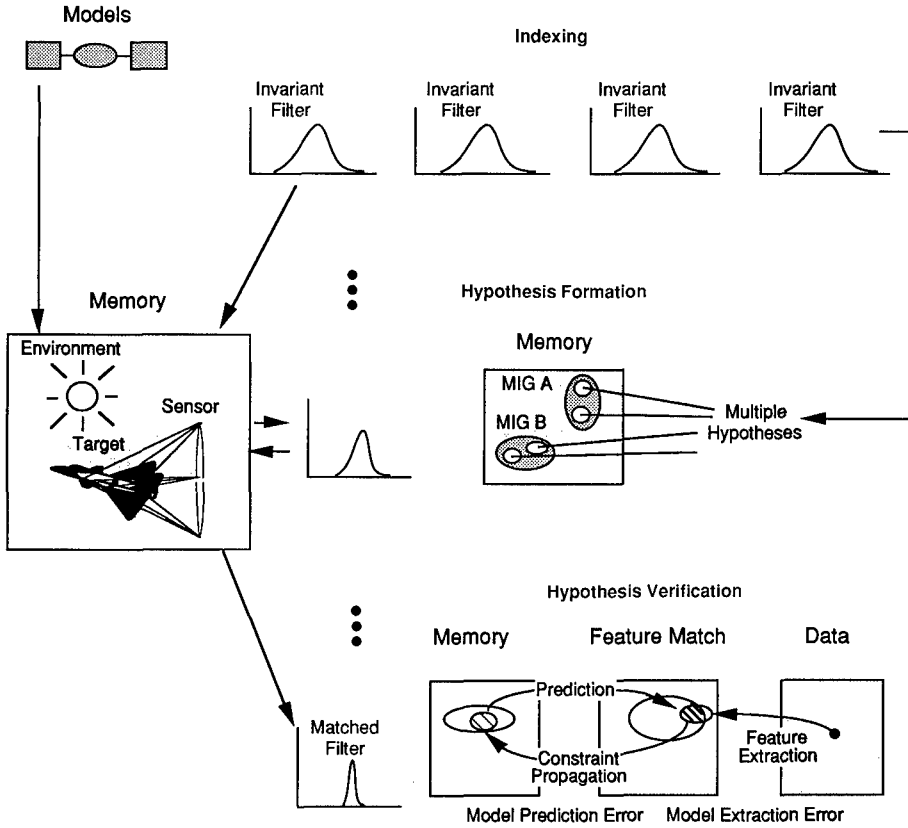 Models
Indexing
Invariant
Filter
Invariant
Filter
Invariant
Filter
Invariant
Filter
Memory
Environment
Sensor
Target
Hypothesis Formation
Memory
MIG A
MIG B
Multiple
Hypotheses
Hypothesis Verification
Memory
Feature Match
Data
Prediction
Matched
Filter
Constraint
Propagation
Feature
Extraction
Model Prediction Error
Model Extraction Error